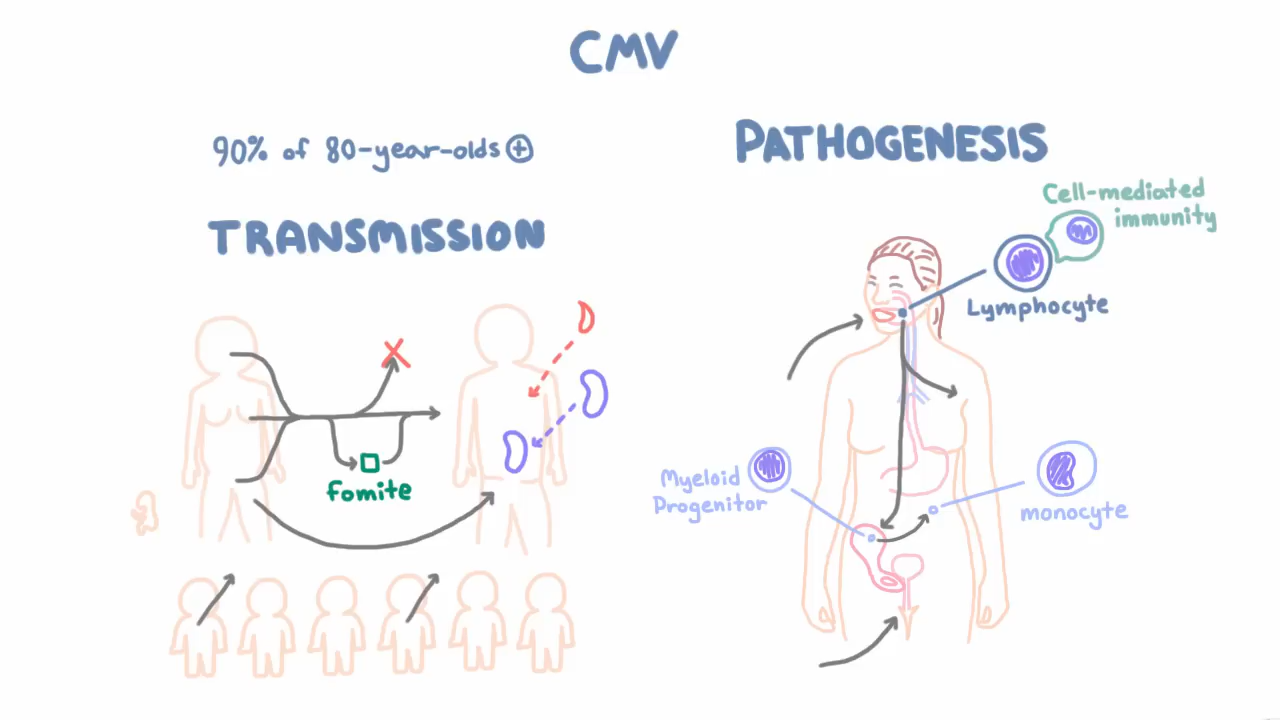 CMV
90% of 80-year-olds ⊕
TRANSMISSION
fomite
PATHOGENESIS
Cell-mediated
immunity
Lymphocyte
Myeloid
Progenitor
monocyte